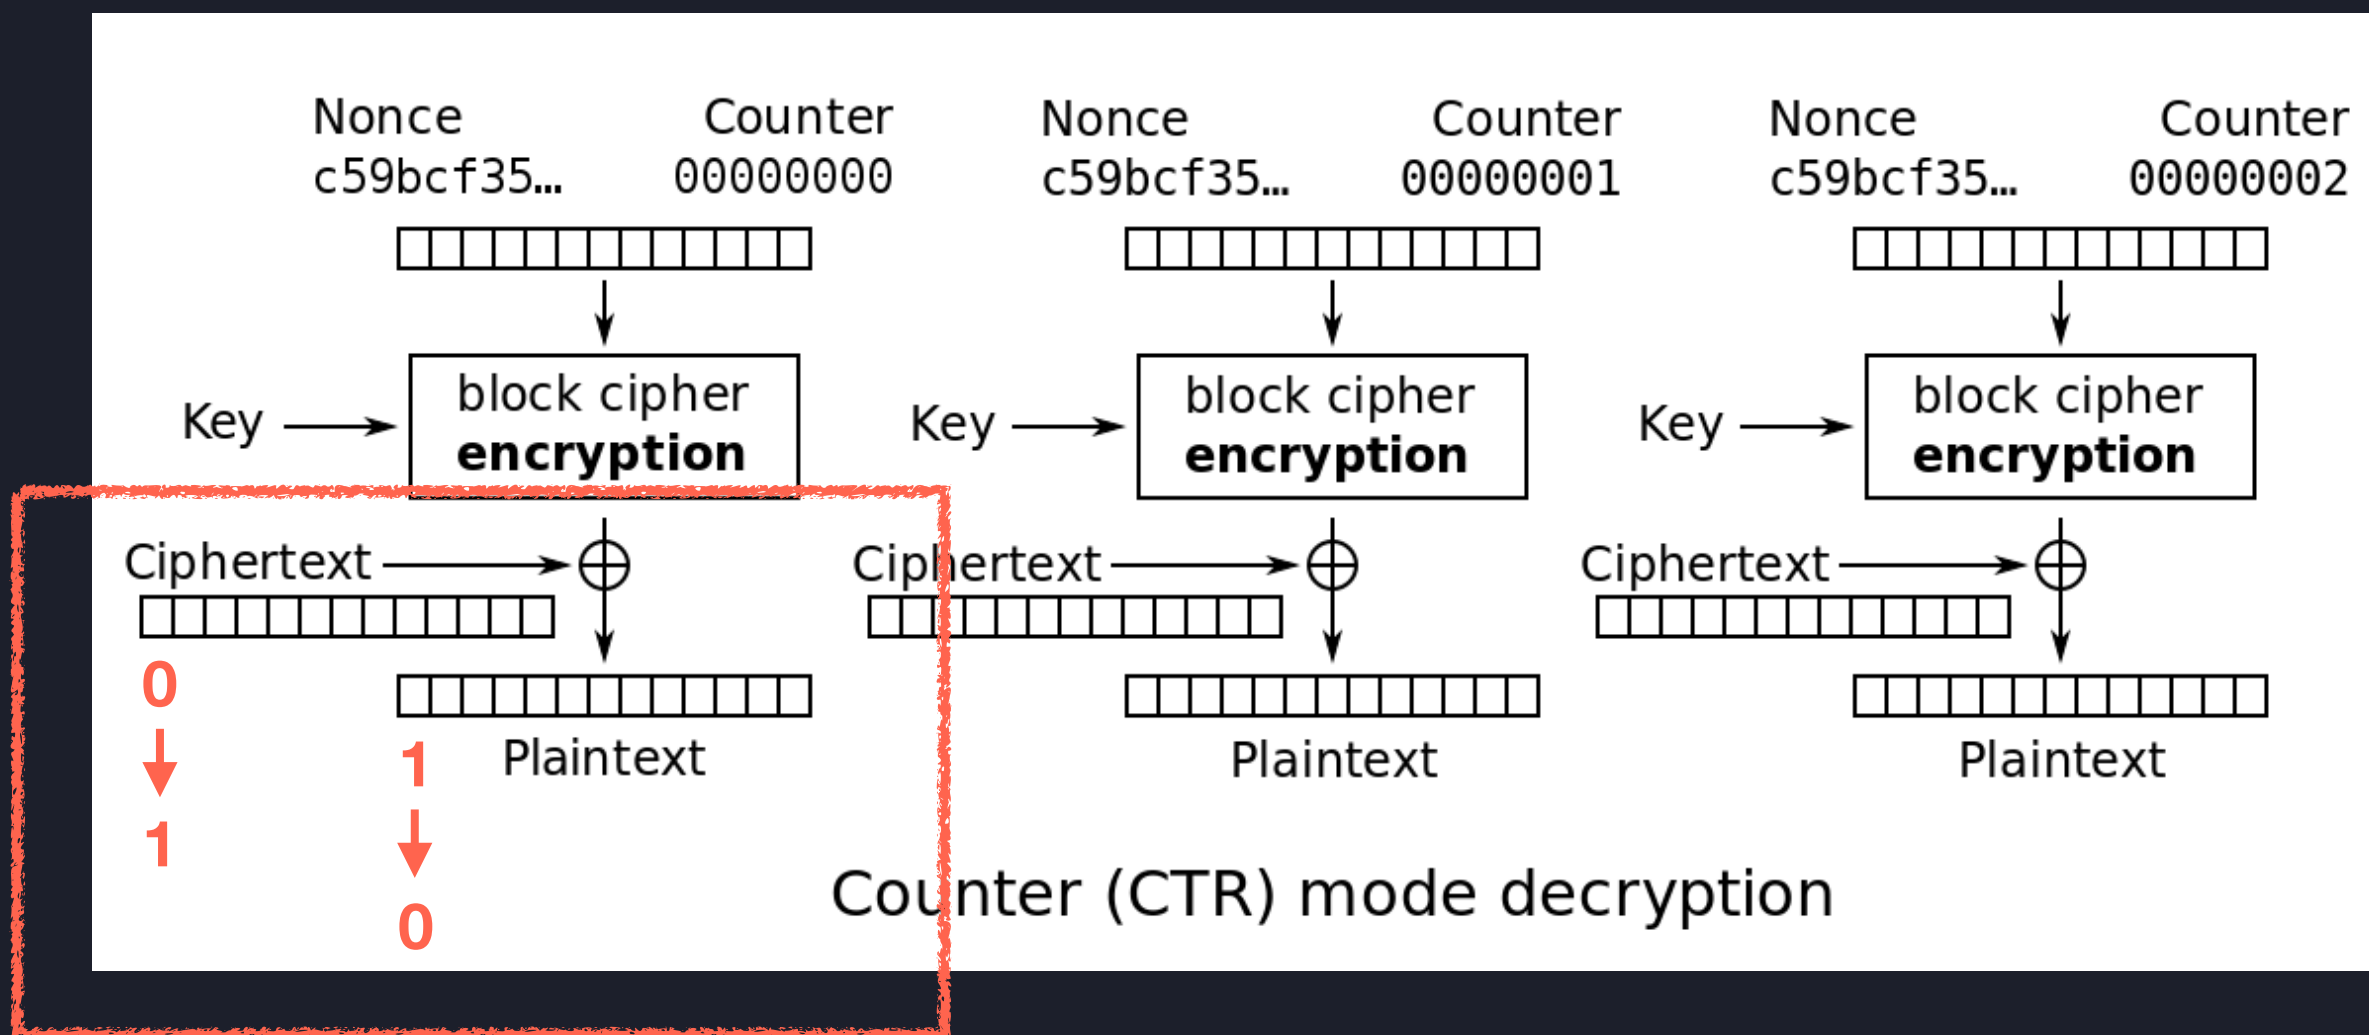 Nonce Counter Nonce Counter Nonce Counter
c59bcf35… 00000000 c59bcf35… 00000001 c59bcf35… 00000002
block cipher block cipher block cipher
Key Key Key
encryption encryption encryption
Ciphertext Ciphertext Ciphertext
0
1 Plaintext Plaintext Plaintext
1
Counter (CTR) mode decryption
0